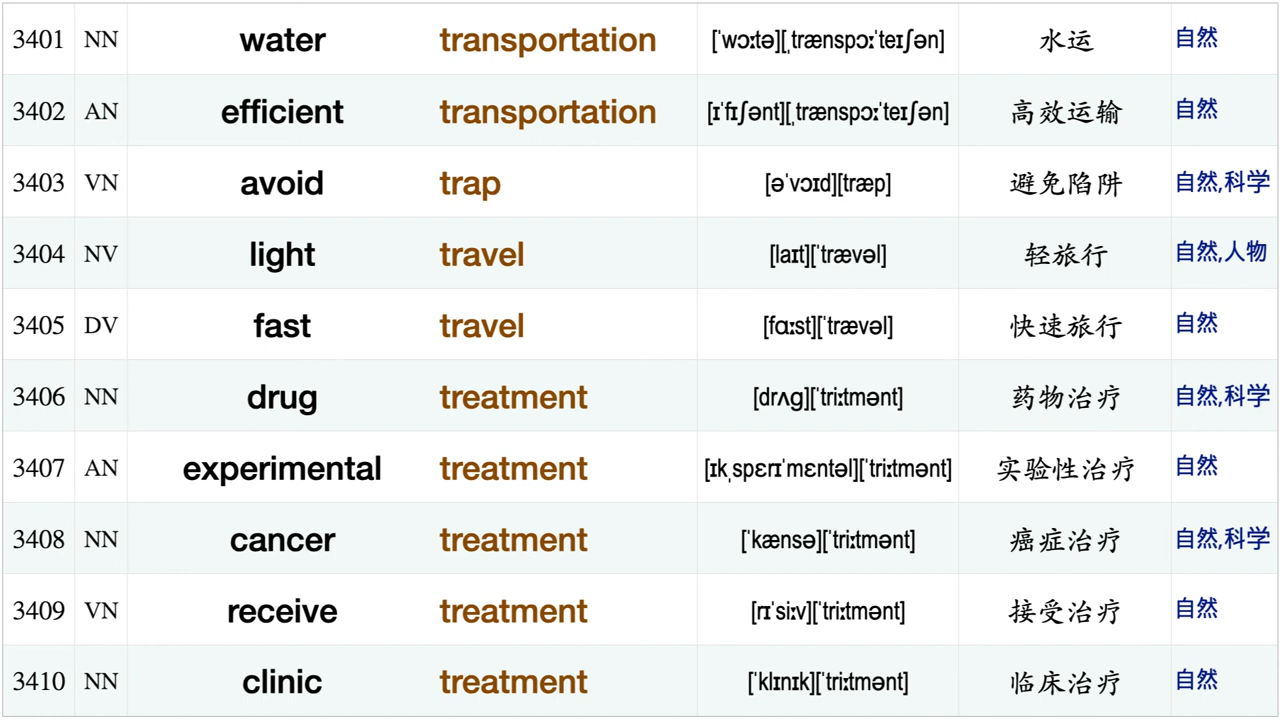 3401 NN water transportation [ˈwɔːtə][ˌtrænspɔːˈteɪʃən] 水运 自然
3402 AN efficient transportation [ɪˈfɪʃənt][ˌtrænspɔːˈteɪʃən] 高效运输 自然
3403 VN avoid trap [əˈvɔɪd][træp] 避免陷阱 自然,科学
3404 NV light travel [laɪt][ˈtrævəl] 轻旅行 自然,人物
3405 DV fast travel [fɑːst][ˈtrævəl] 快速旅行 自然
3406 NN drug treatment [drʌg][ˈtriːtmənt] 药物治疗 自然,科学
3407 AN experimental treatment [ɪkˌspɛrɪˈmɛntəl][ˈtriːtmənt] 实验性治疗 自然
3408 NN cancer treatment [ˈkænsə][ˈtriːtmənt] 癌症治疗 自然,科学
3409 VN receive treatment [rɪˈsiːv][ˈtriːtmənt] 接受治疗 自然
3410 NN clinic treatment [ˈklɪnɪk][ˈtriːtmənt] 临床治疗 自然